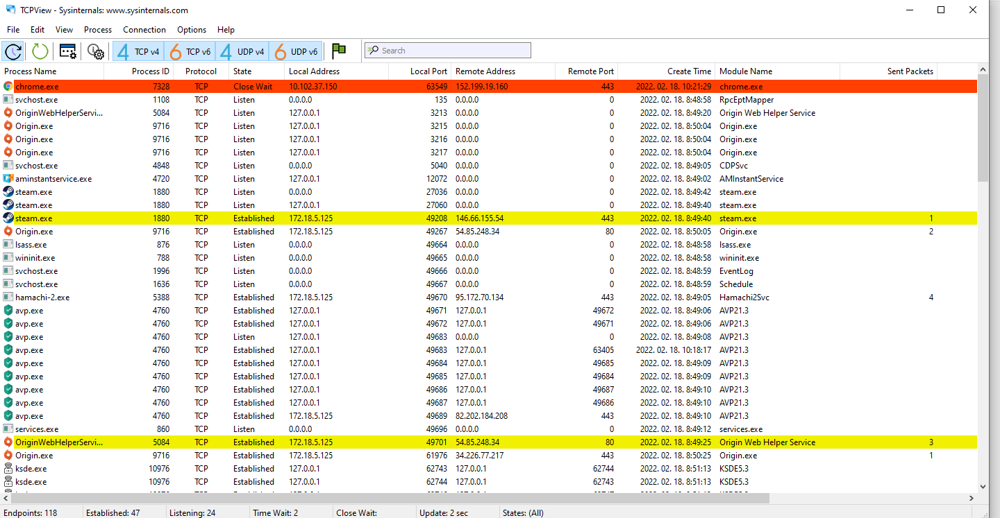 TCPView - Sysinternals: www.sysinternals.com
File Edit View Process Connection Options Help
4 TCP v4 6 TCP v6 4 UDP v4 6 UDP v6 Search
Process Name Process ID Protocol State Local Address Local Port Remote Address Remote Port Create Time Module Name Sent Packets
chrome.exe 7328 TCP Close Wait 10.102.37.150 63549 152.199.19.160 443 2022. 02. 18. 10:21:29 chrome.exe
svchost.exe 1108 TCP Listen 0.0.0.0 135 0.0.0.0 0 2022. 02. 18. 8:48:58 RpcEptMapper
OriginWebHelperServi... 5084 TCP Listen 127.0.0.1 3213 0.0.0.0 0 2022. 02. 18. 8:49:20 Origin Web Helper Service
Origin.exe 9716 TCP Listen 127.0.0.1 3215 0.0.0.0 0 2022. 02. 18. 8:50:04 Origin.exe
Origin.exe 9716 TCP Listen 127.0.0.1 3216 0.0.0.0 0 2022. 02. 18. 8:50:04 Origin.exe
Origin.exe 9716 TCP Listen 127.0.0.1 3217 0.0.0.0 0 2022. 02. 18. 8:50:04 Origin.exe
svchost.exe 4848 TCP Listen 0.0.0.0 5040 0.0.0.0 0 2022. 02. 18. 8:49:05 CDPSvc
aminstantservice.exe 4720 TCP Listen 127.0.0.1 12072 0.0.0.0 0 2022. 02. 18. 8:49:02 AMInstantService
steam.exe 1880 TCP Listen 0.0.0.0 27036 0.0.0.0 0 2022. 02. 18. 8:49:42 steam.exe
steam.exe 1880 TCP Listen 127.0.0.1 27060 0.0.0.0 0 2022. 02. 18. 8:49:40 steam.exe
steam.exe 1880 TCP Established 172.18.5.125 49208 146.66.155.54 443 2022. 02. 18. 8:49:40 steam.exe 1
Origin.exe 9716 TCP Established 172.18.5.125 49267 54.85.248.34 80 2022. 02. 18. 8:50:05 Origin.exe 2
lsass.exe 876 TCP Listen 0.0.0.0 49664 0.0.0.0 0 2022. 02. 18. 8:48:58 lsass.exe
wininit.exe 788 TCP Listen 0.0.0.0 49665 0.0.0.0 0 2022. 02. 18. 8:48:58 wininit.exe
svchost.exe 1996 TCP Listen 0.0.0.0 49666 0.0.0.0 0 2022. 02. 18. 8:48:59 EventLog
svchost.exe 1636 TCP Listen 0.0.0.0 49667 0.0.0.0 0 2022. 02. 18. 8:48:59 Schedule
hamachi-2.exe 5388 TCP Established 172.18.5.125 49670 95.172.70.134 443 2022. 02. 18. 8:49:05 Hamachi2Svc 4
avp.exe 4760 TCP Established 127.0.0.1 49671 127.0.0.1 49672 2022. 02. 18. 8:49:06 AVP21.3
avp.exe 4760 TCP Established 127.0.0.1 49672 127.0.0.1 49671 2022. 02. 18. 8:49:06 AVP21.3
avp.exe 4760 TCP Listen 127.0.0.1 49683 0.0.0.0 0 2022. 02. 18. 8:49:08 AVP21.3
avp.exe 4760 TCP Established 127.0.0.1 49683 127.0.0.1 63405 2022. 02. 18. 10:18:17 AVP21.3
avp.exe 4760 TCP Established 127.0.0.1 49684 127.0.0.1 49685 2022. 02. 18. 8:49:09 AVP21.3
avp.exe 4760 TCP Established 127.0.0.1 49685 127.0.0.1 49684 2022. 02. 18. 8:49:09 AVP21.3
avp.exe 4760 TCP Established 127.0.0.1 49686 127.0.0.1 49687 2022. 02. 18. 8:49:10 AVP21.3
avp.exe 4760 TCP Established 127.0.0.1 49687 127.0.0.1 49686 2022. 02. 18. 8:49:10 AVP21.3
avp.exe 4760 TCP Established 172.18.5.125 49689 82.202.184.208 443 2022. 02. 18. 8:49:10 AVP21.3
services.exe 860 TCP Listen 0.0.0.0 49696 0.0.0.0 0 2022. 02. 18. 8:49:12 services.exe
OriginWebHelperServi... 5084 TCP Established 172.18.5.125 49701 54.85.248.34 80 2022. 02. 18. 8:49:25 Origin Web Helper Service 3
Origin.exe 9716 TCP Established 172.18.5.125 61976 34.226.77.217 443 2022. 02. 18. 8:50:25 Origin.exe 1
ksde.exe 10976 TCP Established 127.0.0.1 62743 127.0.0.1 62744 2022. 02. 18. 8:51:13 KSDE5.3
ksde.exe 10976 TCP Established 127.0.0.1 62744 127.0.0.1 62743 2022. 02. 18. 8:51:13 KSDE5.3
Endpoints: 118 Established: 47 Listening: 24 Time Wait: 2 Close Wait: Update: 2 sec States: (All)